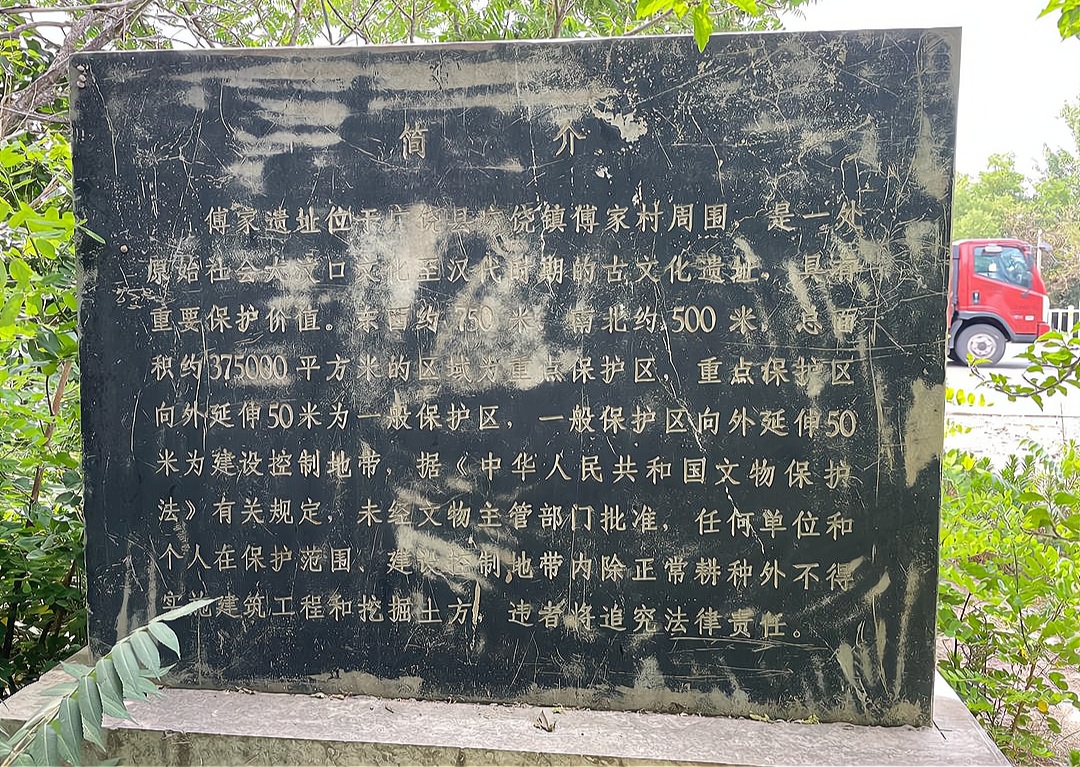 简 介
傅家遗址位于广饶县广饶镇傅家村周围，是一处
原始社会大汶口文化至汉代时期的古文化遗址，具有
重要保护价值。东西约750米，南北约500米，总面
积约375000平方米的区域为重点保护区，重点保护区
向外延伸50米为一般保护区，一般保护区向外延伸50
米为建设控制地带，据《中华人民共和国文物保护
法》有关规定，未经文物主管部门批准，任何单位和
个人在保护范围、建设控制地带内除正常耕种外不得
实施建筑工程和挖掘土方，违者将追究法律责任。